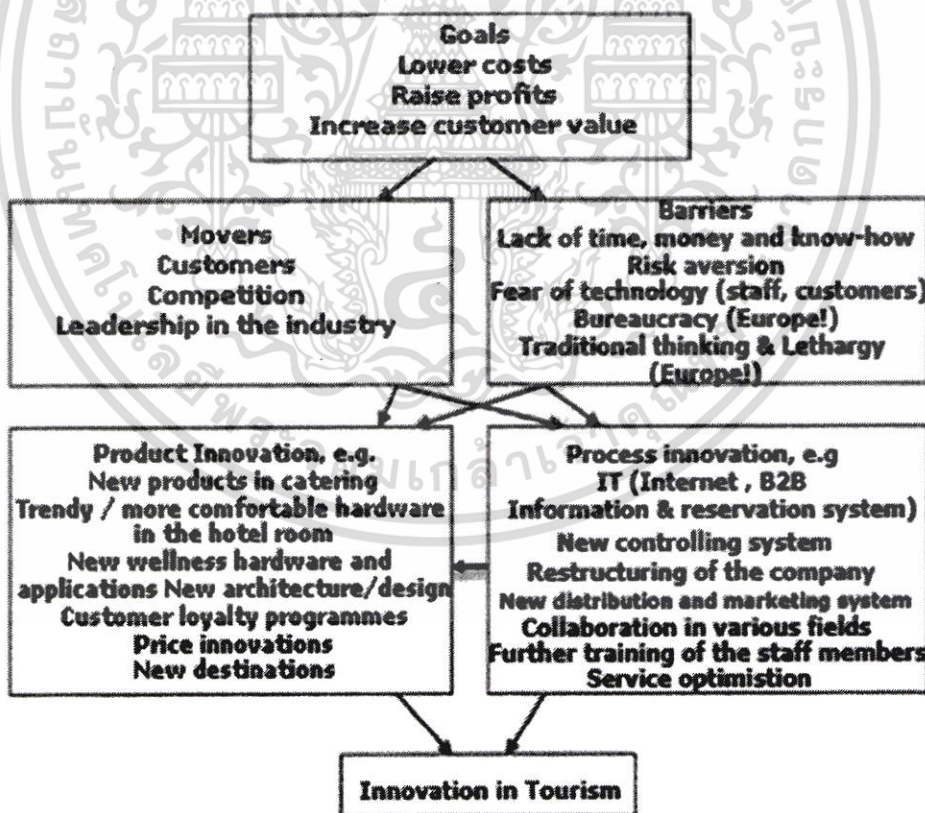 Goals
Lower costs
Raise profits
Increase customer value
Movers
Customers
Competition
Leadership in the industry
Barriers
Lack of time, money and know-how
Risk aversion
Fear of technology (staff, customers)
Bureaucracy (Europe!)
Traditional thinking & Lethargy
(Europe!)
Product Innovation, e.g.
New products in catering
Trendy / more comfortable hardware
in the hotel room
New wellness hardware and
applications New architecture/design
Customer loyalty programmes
Price innovations
New destinations
Process innovation, e.g
IT (Internet , B2B
Information & reservation system)
New controlling system
Restructuring of the company
New distribution and marketing system
Collaboration in various fields
Further training of the staff members
Service optimistion
Innovation in Tourism